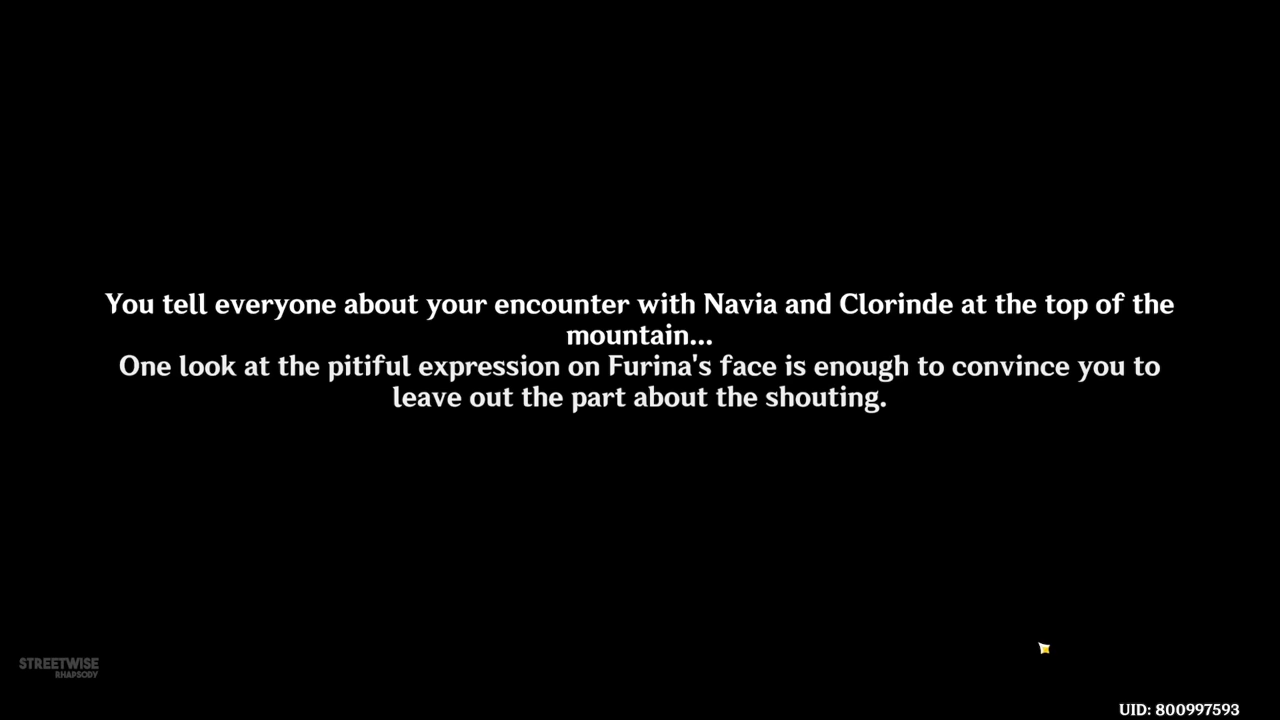 You tell everyone about your encounter with Navia and Clorinde at the top of the
mountain...
One look at the pitiful expression on Furina's face is enough to convince you to
leave out the part about the shouting.
STREETWISE
RHAPSODY
UID: 800997593